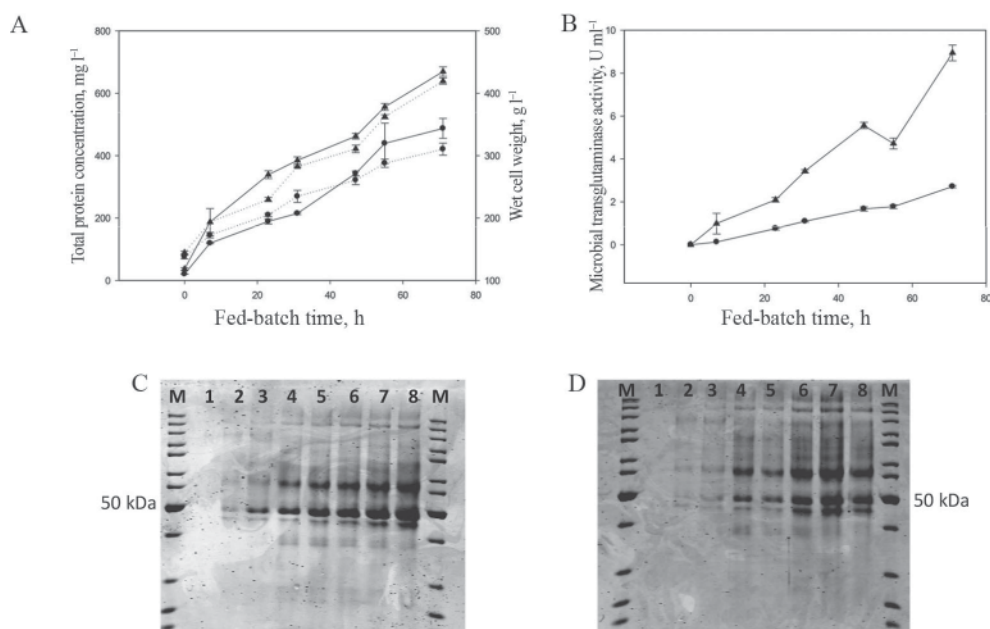 A
Total protein concentration, mg l⁻¹
800
600
400
200
0
500
400
300
200
100
Wet cell weight, g l⁻¹
0 20 40 60 80
Fed-batch time, h
B
Microbial transglutaminase activity, U ml⁻¹
10
8
6
4
2
0
0 20 40 60 80
Fed-batch time, h
C
M 1 2 3 4 5 6 7 8 M
50 kDa
D
M 1 2 3 4 5 6 7 8 M
50 kDa